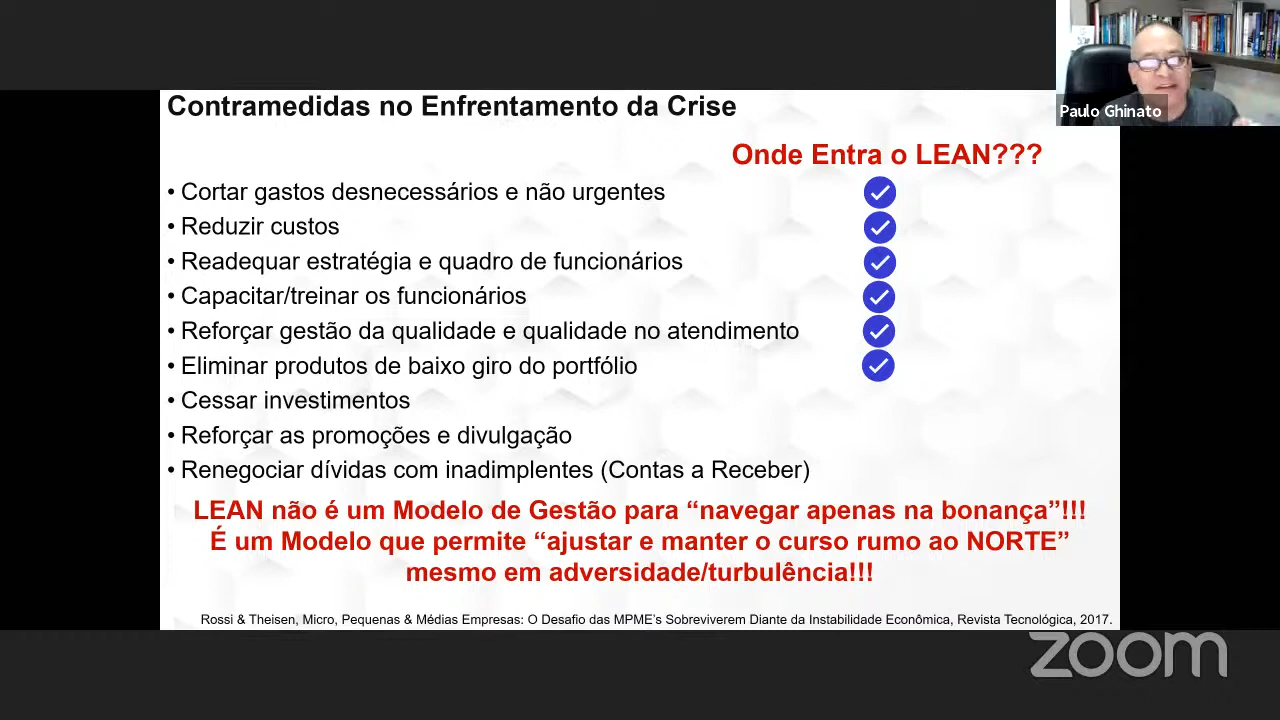 Paulo Ghinato
Contramedidas no Enfrentamento da Crise
Onde Entra o LEAN???
• Cortar gastos desnecessários e não urgentes
• Reduzir custos
• Readequar estratégia e quadro de funcionários
• Capacitar/treinar os funcionários
• Reforçar gestão da qualidade e qualidade no atendimento
• Eliminar produtos de baixo giro do portfólio
• Cessar investimentos
• Reforçar as promoções e divulgação
• Renegociar dívidas com inadimplentes (Contas a Receber)
LEAN não é um Modelo de Gestão para “navegar apenas na bonança”!!!
É um Modelo que permite “ajustar e manter o curso rumo ao NORTE”
mesmo em adversidade/turbulência!!!
Rossi & Theisen, Micro, Pequenas & Médias Empresas: O Desafio das MPME’s Sobreviverem Diante da Instabilidade Econômica, Revista Tecnológica, 2017.
zoom